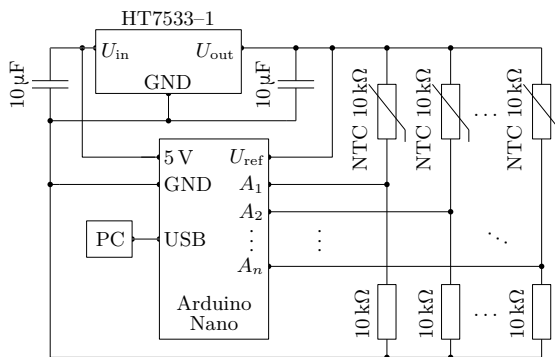 HT7533–1
U_in
U_out
GND
10 µF
10 µF
NTC 10 kΩ
NTC 10 kΩ
...
NTC 10 kΩ
5 V
U_ref
GND
A_1
A_2
PC
USB
⋮
⋮
⋱
A_n
Arduino
Nano
10 kΩ
10 kΩ
...
10 kΩ